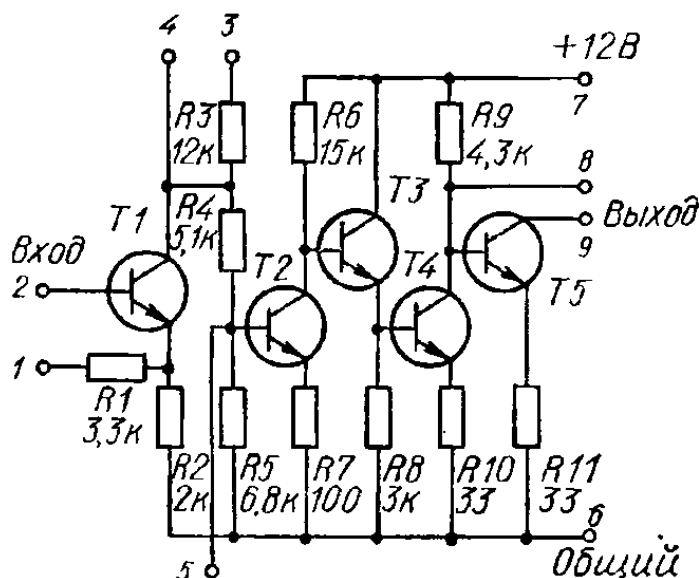 4
3
+12В
7
R3
12к
R6
15к
R9
4,3к
8
T1
R4
5,1к
T3
Выход
9
Вход
2
T2
T4
T5
1
R1
3,3к
R2
2к
R5
6,8к
R7
100
R8
3к
R10
33
R11
33
6
5
Общий